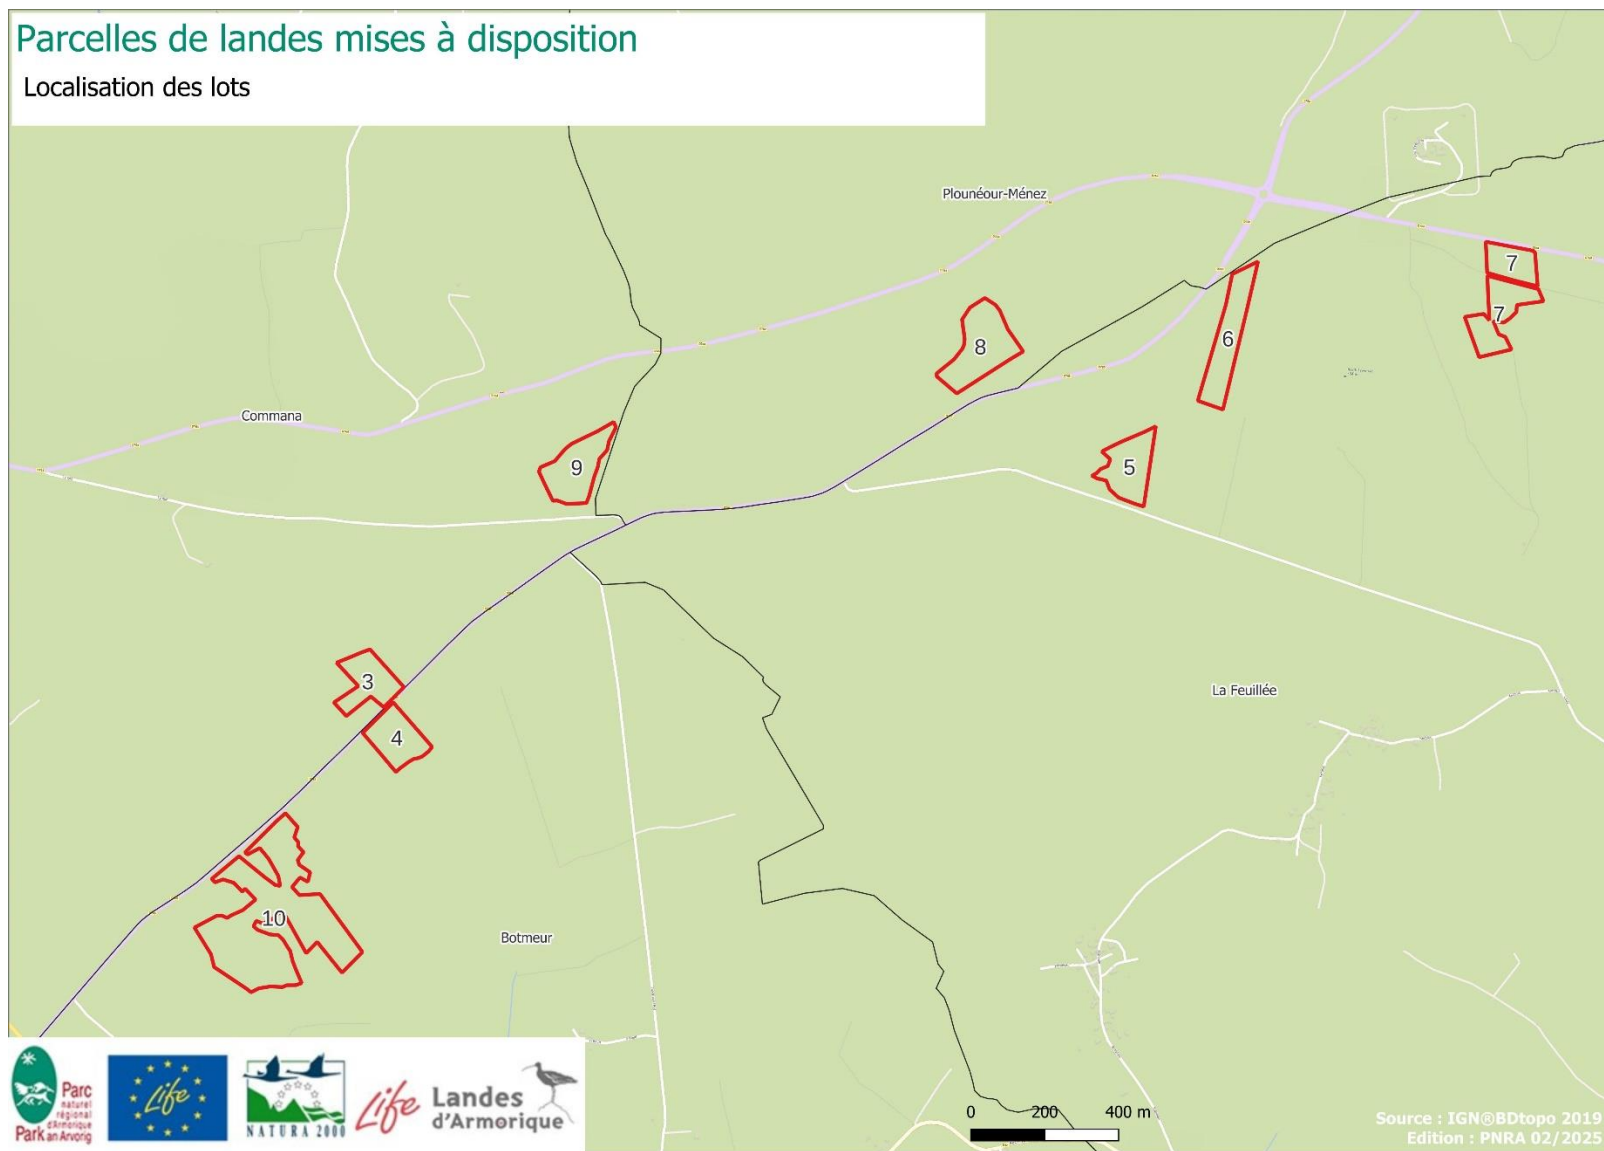 Parcelles de landes mises à disposition
Localisation des lots
Plounéour-Ménez
7
7
6
8
Commana
9
5
3
La Feuillée
4
10
Botmeur
Parc
naturel
régional
d'Armorique
Park an Arvorig
Life
NATURA 2000
Life Landes
d'Armorique
0 200 400 m
Source : IGN®BDtopo 2019
Edition : PNRA 02/2025